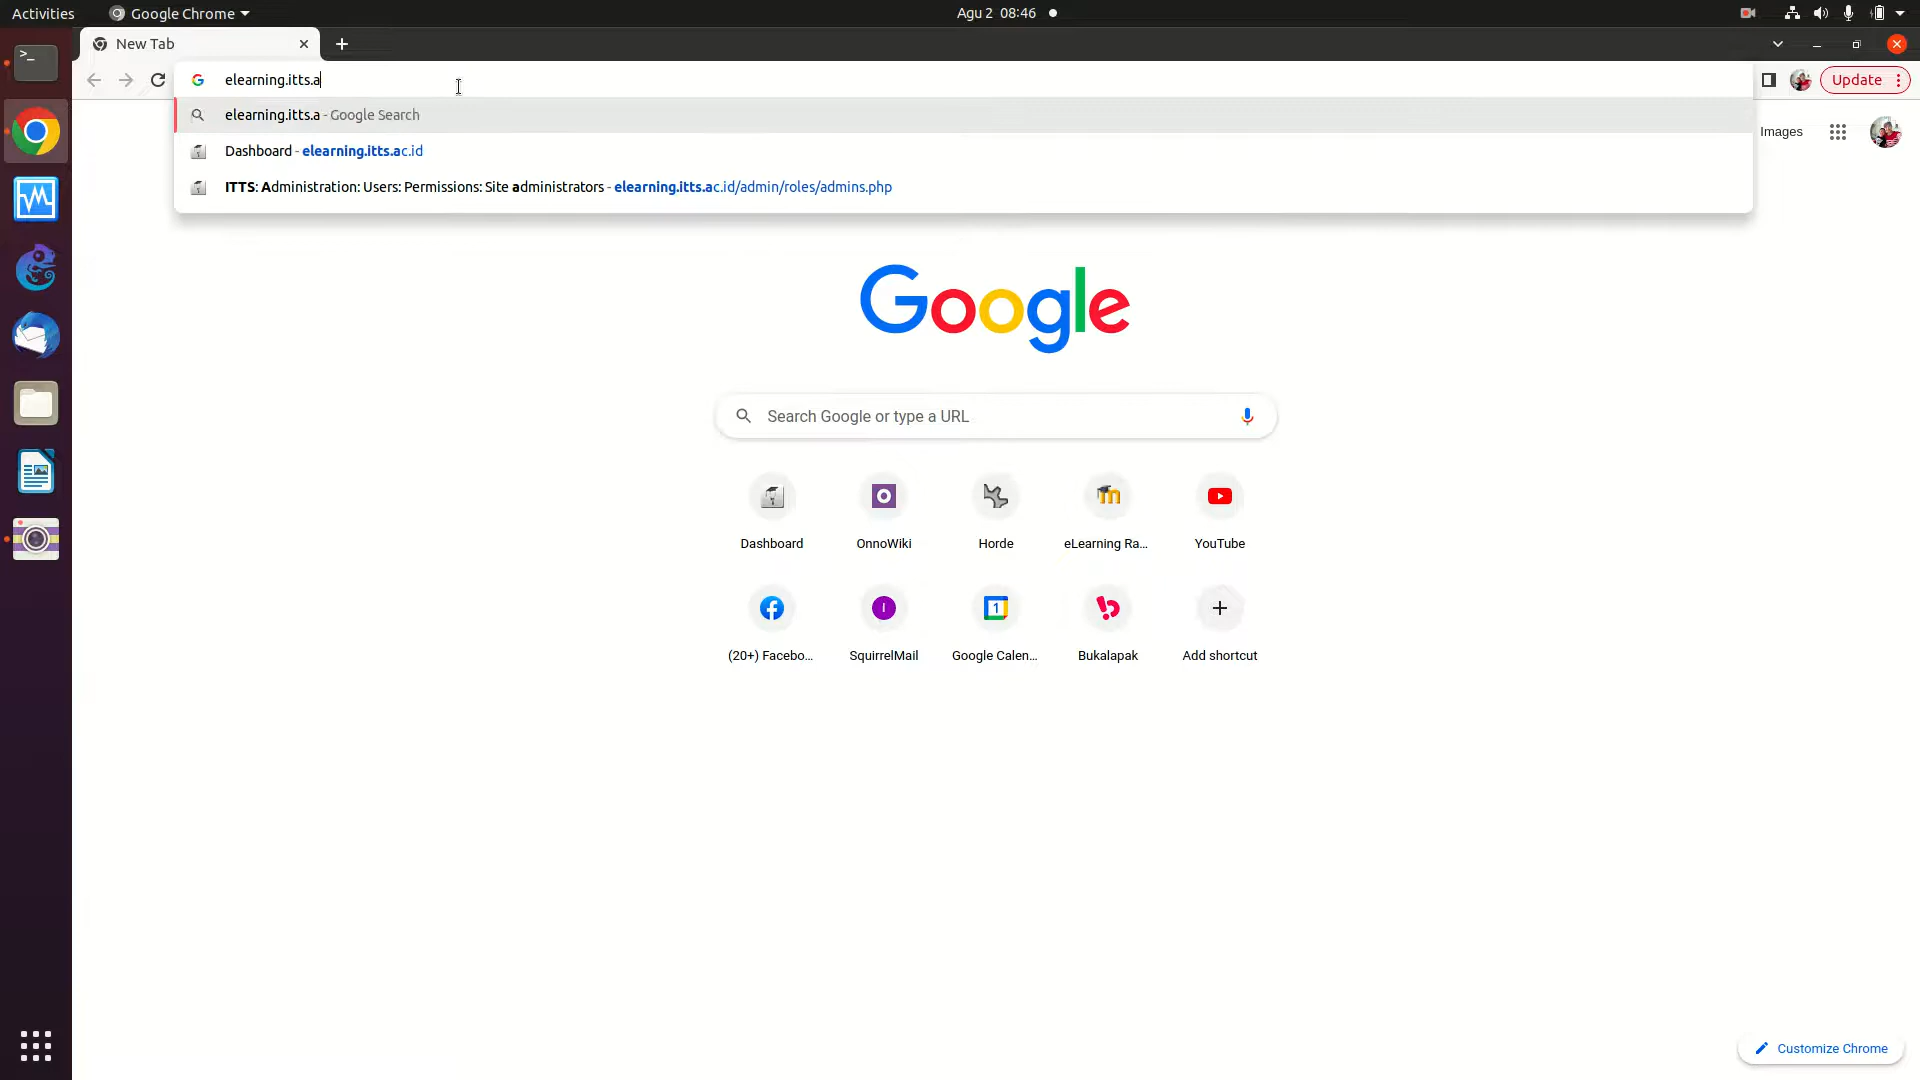 Activities
Google Chrome
Agu 2 08:46
New Tab
elearning.itts.a
Update
elearning.itts.a - Google Search
Dashboard - elearning.itts.ac.id
ITTS: Administration: Users: Permissions: Site administrators - elearning.itts.ac.id/admin/roles/admins.php
Images
Google
Search Google or type a URL
Dashboard
OnnoWiki
Horde
eLearning Ra...
YouTube
(20+) Facebo...
SquirrelMail
Google Calen...
Bukalapak
Add shortcut
Customize Chrome